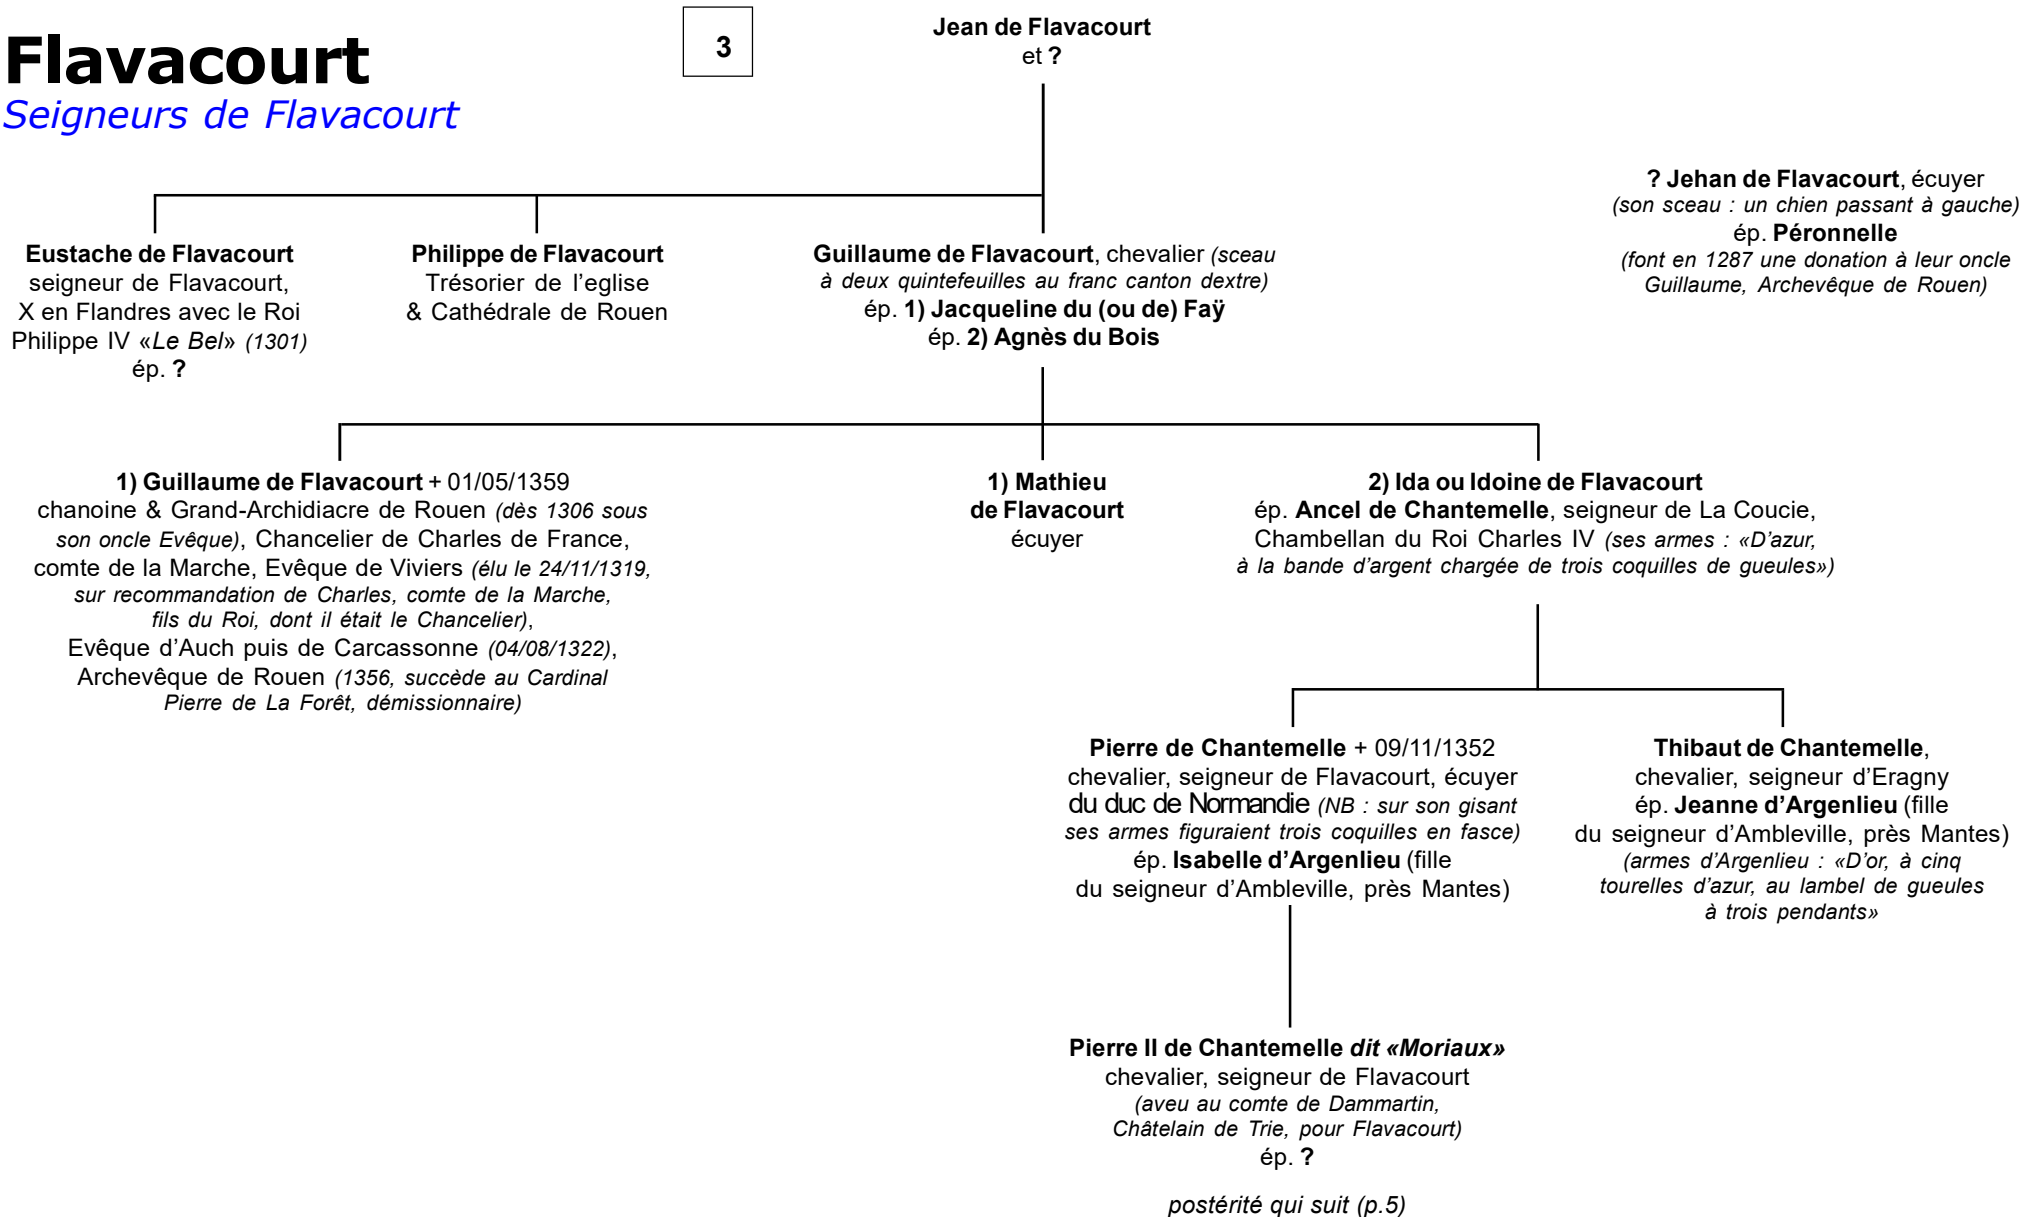 Flavacourt
Seigneurs de Flavacourt
3
Jean de Flavacourt
et ?
? Jehan de Flavacourt, écuyer
(son sceau : un chien passant à gauche)
ép. Péronnelle
(font en 1287 une donation à leur oncle
Guillaume, Archevêque de Rouen)
Eustache de Flavacourt
seigneur de Flavacourt,
X en Flandres avec le Roi
Philippe IV «Le Bel» (1301)
ép. ?
Philippe de Flavacourt
Trésorier de l'eglise
& Cathédrale de Rouen
Guillaume de Flavacourt, chevalier (sceau
à deux quintefeuilles au franc canton dextre)
ép. 1) Jacqueline du (ou de) Faÿ
ép. 2) Agnès du Bois
1) Guillaume de Flavacourt + 01/05/1359
chanoine & Grand-Archidiacre de Rouen (dès 1306 sous
son oncle Evêque), Chancelier de Charles de France,
comte de la Marche, Evêque de Viviers (élu le 24/11/1319,
sur recommandation de Charles, comte de la Marche,
fils du Roi, dont il était le Chancelier),
Evêque d'Auch puis de Carcassonne (04/08/1322),
Archevêque de Rouen (1356, succède au Cardinal
Pierre de La Forêt, démissionnaire)
1) Mathieu
de Flavacourt
écuyer
2) Ida ou Idoine de Flavacourt
ép. Ancel de Chantemelle, seigneur de La Coucie,
Chambellan du Roi Charles IV (ses armes : «D'azur,
à la bande d'argent chargée de trois coquilles de gueules»)
Pierre de Chantemelle + 09/11/1352
chevalier, seigneur de Flavacourt, écuyer
du duc de Normandie (NB : sur son gisant
ses armes figuraient trois coquilles en fasce)
ép. Isabelle d'Argenlieu (fille
du seigneur d'Ambleville, près Mantes)
Thibaut de Chantemelle,
chevalier, seigneur d'Eragny
ép. Jeanne d'Argenlieu (fille
du seigneur d'Ambleville, près Mantes)
(armes d'Argenlieu : «D'or, à cinq
tourelles d'azur, au lambel de gueules
à trois pendants»
Pierre II de Chantemelle dit «Moriaux»
chevalier, seigneur de Flavacourt
(aveu au comte de Dammartin,
Châtelain de Trie, pour Flavacourt)
ép. ?
postérité qui suit (p.5)